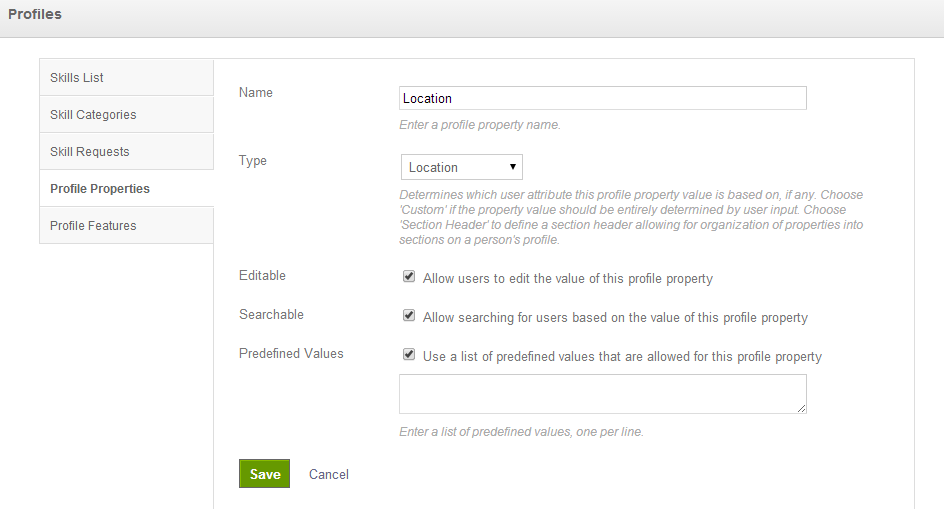 Profiles
Skills List
Skill Categories
Skill Requests
Profile Properties
Profile Features
Name
Location
Enter a profile property name.
Type
Location
Determines which user attribute this profile property value is based on, if any. Choose
'Custom' if the property value should be entirely determined by user input. Choose
'Section Header' to define a section header allowing for organization of properties into
sections on a person's profile.
Editable
Allow users to edit the value of this profile property
Searchable
Allow searching for users based on the value of this profile property
Predefined Values
Use a list of predefined values that are allowed for this profile property
Enter a list of predefined values, one per line.
Save
Cancel